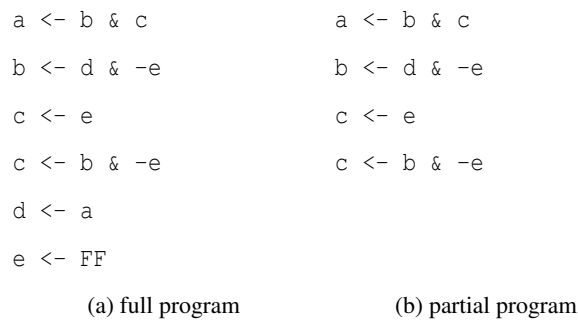 a <- b & c
b <- d & -e
c <- e
c <- b & -e
d <- a
e <- FF
(a) full program
a <- b & c
b <- d & -e
c <- e
c <- b & -e
(b) partial program